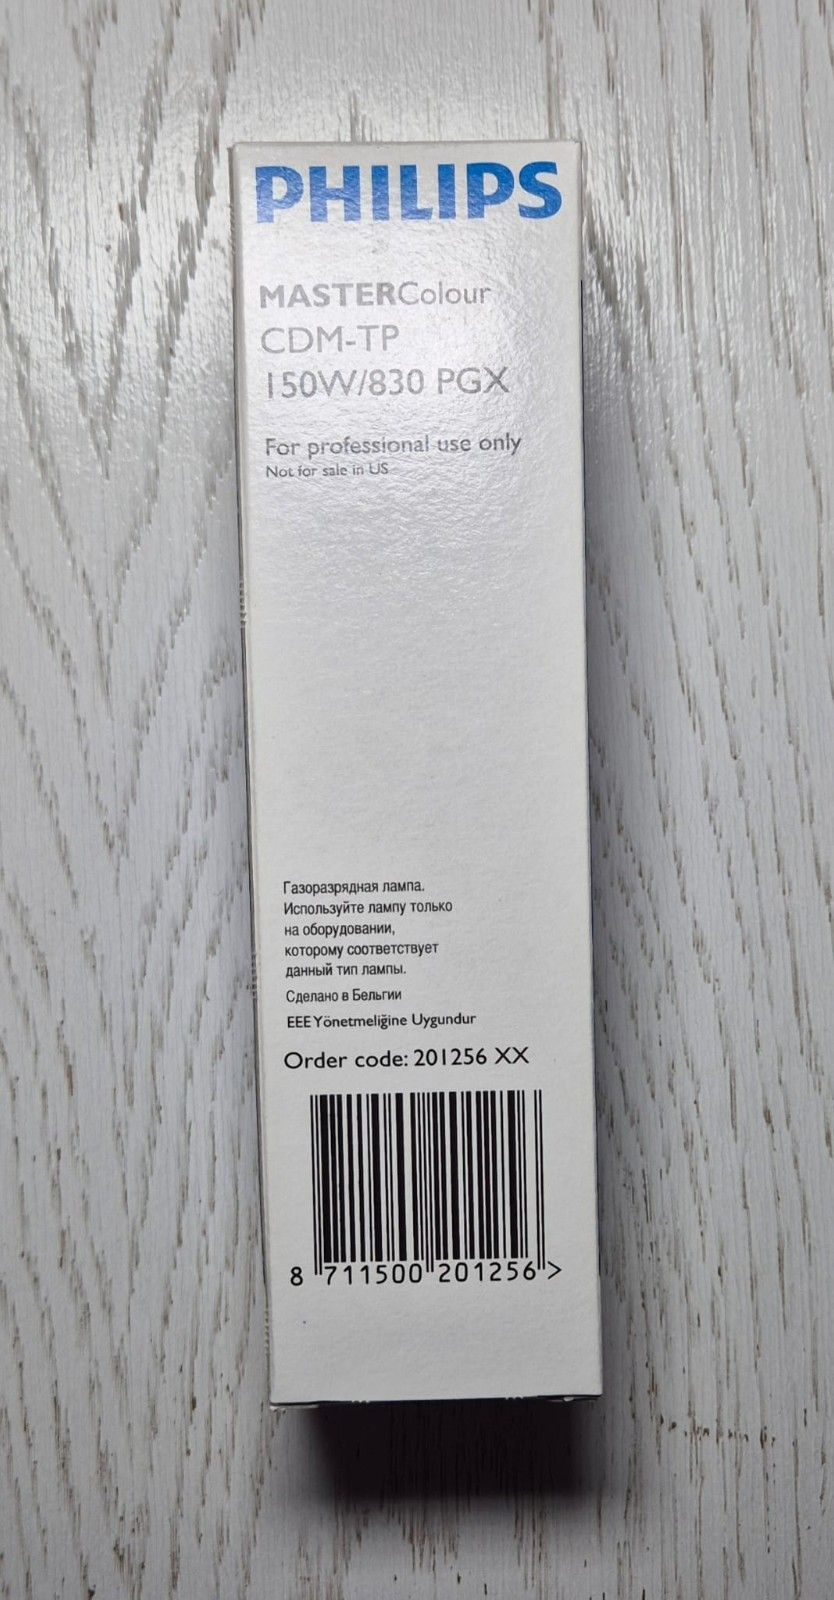 PHILIPS
MASTERColour
CDM-TP
150W/830 PGX
For professional use only
Not for sale in US
Газоразрядная лампа.
Используйте лампу только
на оборудовании,
которому соответствует
данный тип лампы.
Сделано в Бельгии
EEE Yönetmeliğine Uygundur
Order code: 201256 XX
8 711500 201256 >